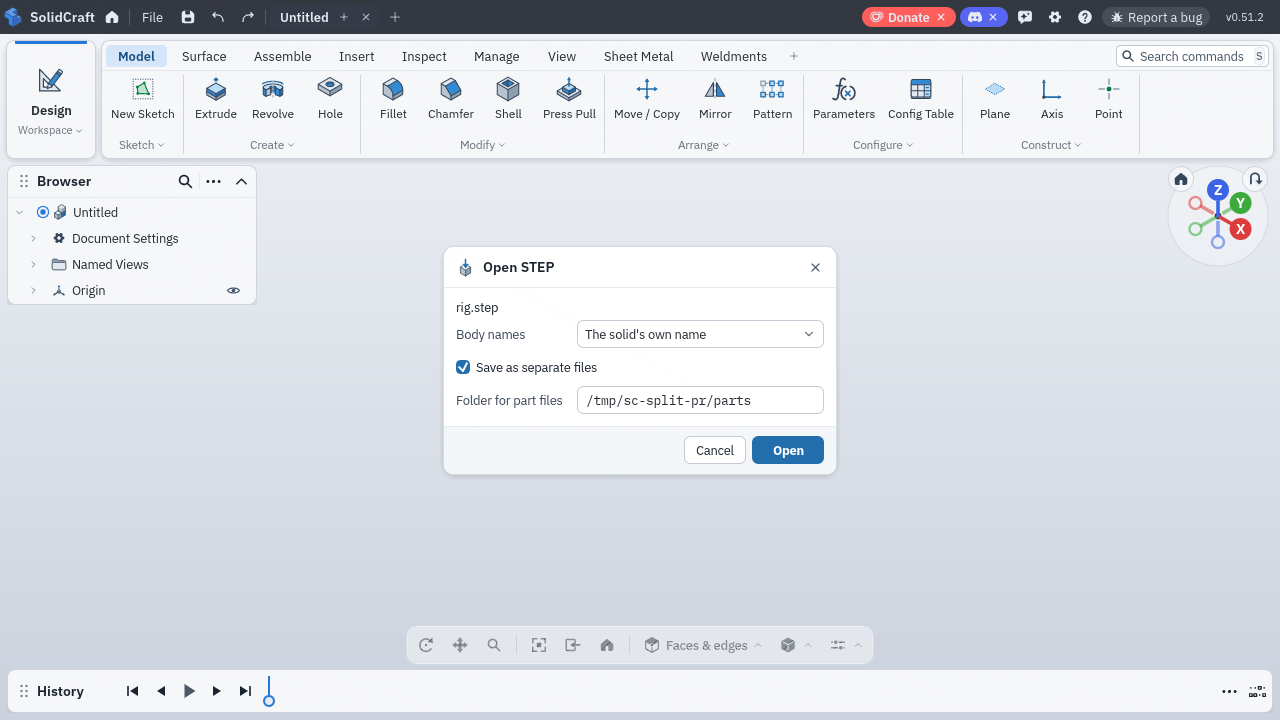 SolidCraft File Untitled Donate Report a bug v0.51.2
Model Surface Assemble Insert Inspect Manage View Sheet Metal Weldments Search commands S
Design
Workspace
New Sketch Extrude Revolve Hole Fillet Chamfer Shell Press Pull Move / Copy Mirror Pattern Parameters Config Table Plane Axis Point
Sketch Create Modify Arrange Configure Construct
Browser
Untitled
Document Settings
Named Views
Origin
Z
Y
X
Open STEP
rig.step
Body names The solid's own name
Save as separate files
Folder for part files /tmp/sc-split-pr/parts
Cancel Open
Faces & edges
History